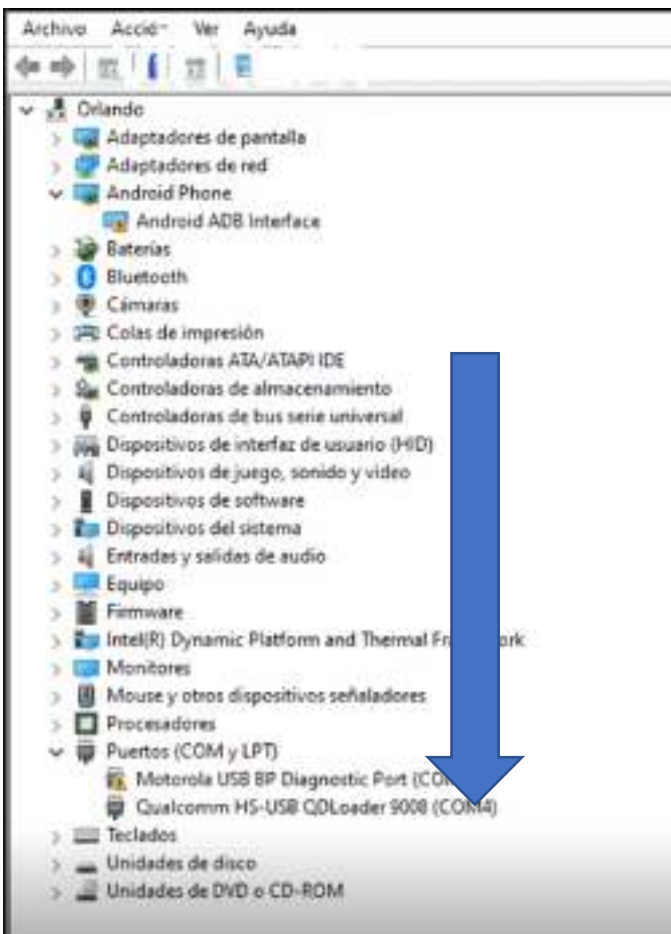 Archivo Acció Ver Ayuda
Orlando
Adaptadores de pantalla
Adaptadores de red
Android Phone
Android ADB Interface
Baterías
Bluetooth
Cámaras
Colas de impresión
Controladoras ATA/ATAPI IDE
Controladoras de almacenamiento
Controladoras de bus serie universal
Dispositivos de interfaz de usuario (HID)
Dispositivos de juego, sonido y video
Dispositivos de software
Dispositivos del sistema
Entradas y salidas de audio
Equipo
Firmware
Intel(R) Dynamic Platform and Thermal Fr ork
Monitores
Mouse y otros dispositivos señaladores
Procesadores
Puertos (COM y LPT)
Motorola USB BP Diagnostic Port (CO
Qualcomm HS-USB QDLoader 9008 (COM4)
Teclados
Unidades de disco
Unidades de DVD o CD-ROM